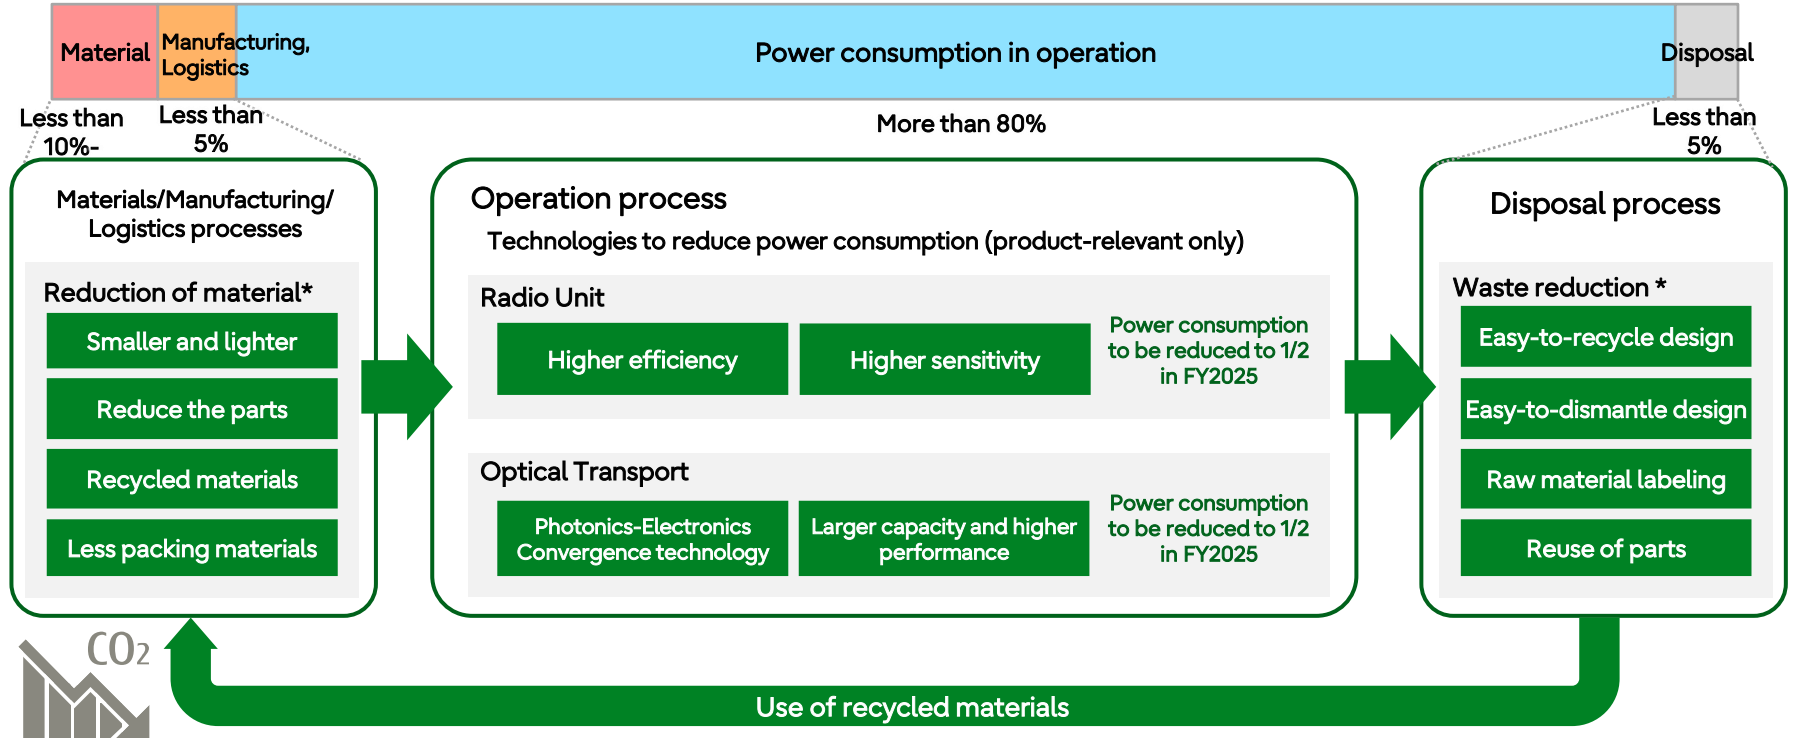 Material
Manufacturing,
Logistics
Power consumption in operation
Disposal
Less than
10%-
Less than
5%
More than 80%
Less than
5%
Materials/Manufacturing/
Logistics processes
Reduction of material*
Smaller and lighter
Reduce the parts
Recycled materials
Less packing materials
Operation process
Technologies to reduce power consumption (product-relevant only)
Radio Unit
Higher efficiency
Higher sensitivity
Power consumption
to be reduced to 1/2
in FY2025
Optical Transport
Photonics-Electronics
Convergence technology
Larger capacity and higher
performance
Power consumption
to be reduced to 1/2
in FY2025
Disposal process
Waste reduction *
Easy-to-recycle design
Easy-to-dismantle design
Raw material labeling
Reuse of parts
CO2
Use of recycled materials